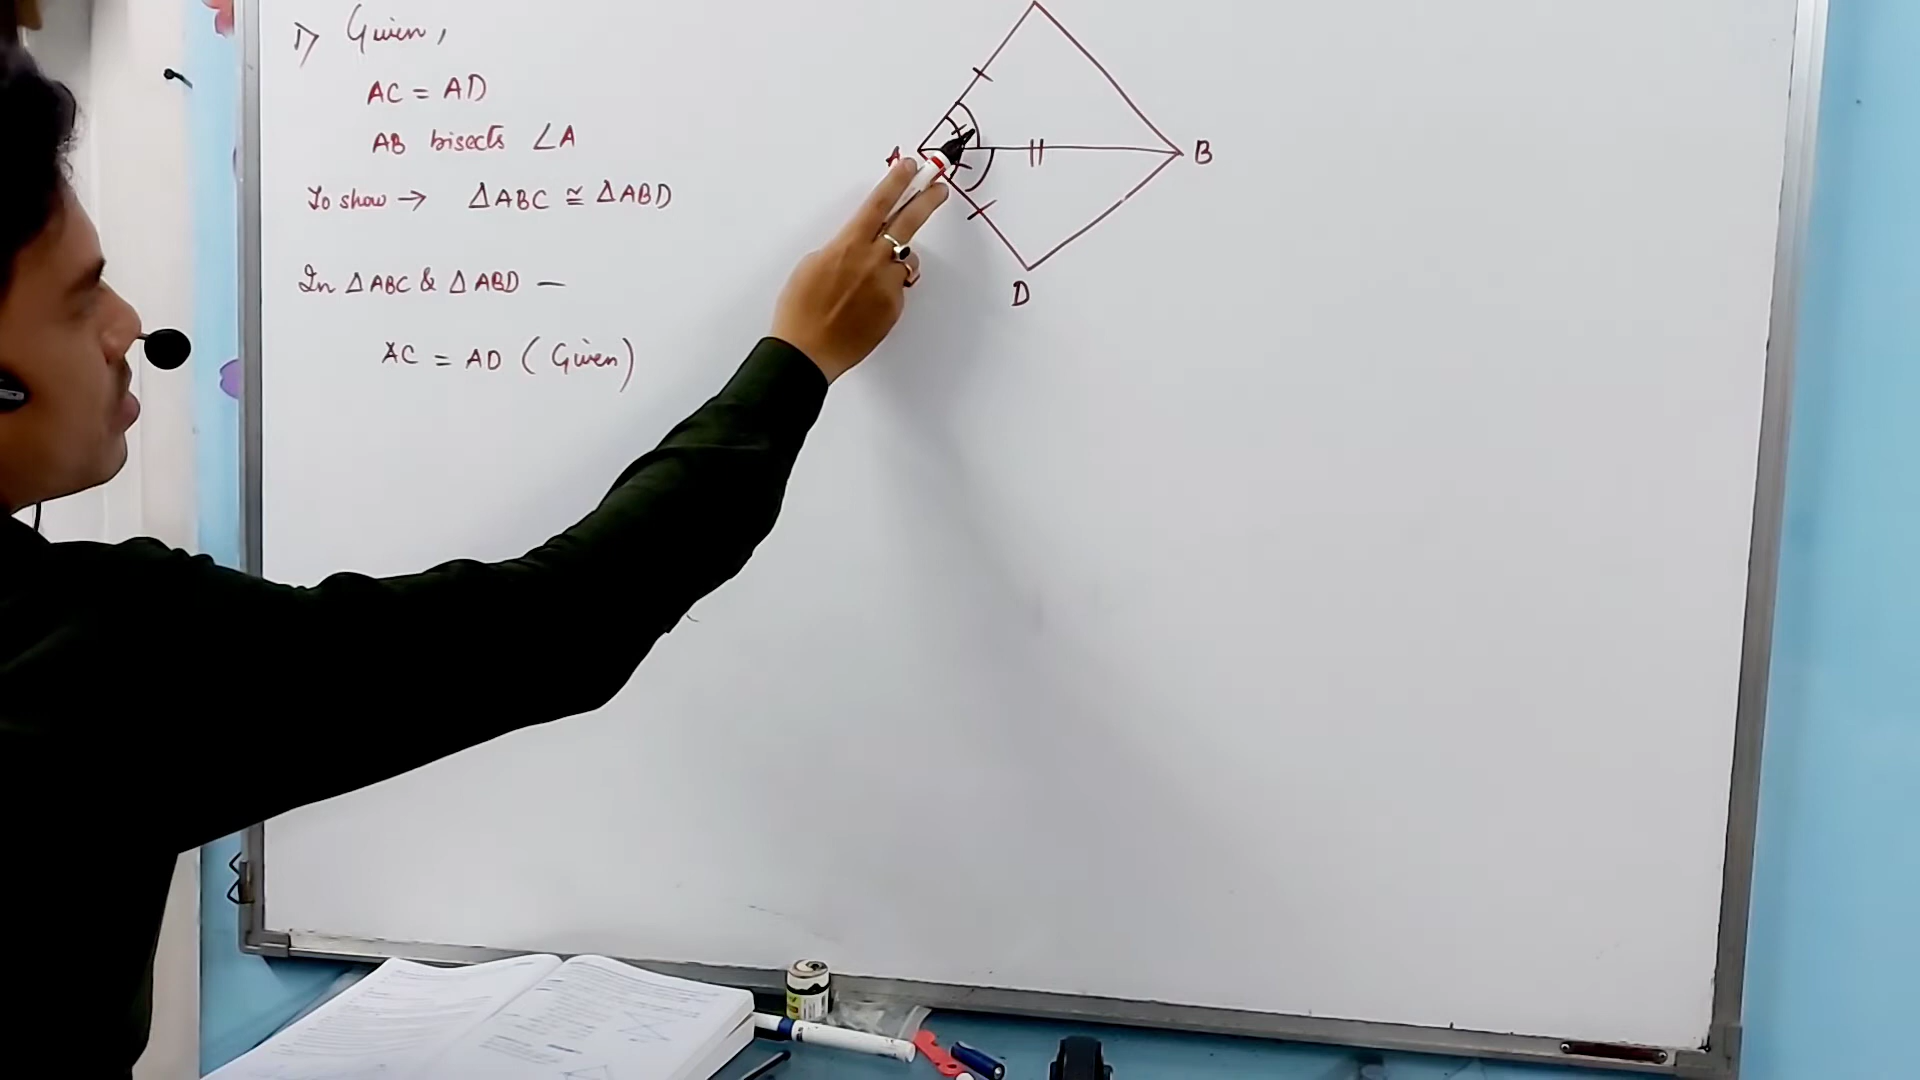 1) Given,
AC = AD
AB bisects ∠A
To show → ΔABC ≅ ΔABD
In ΔABC & ΔABD —
AC = AD (Given)
A
B
D